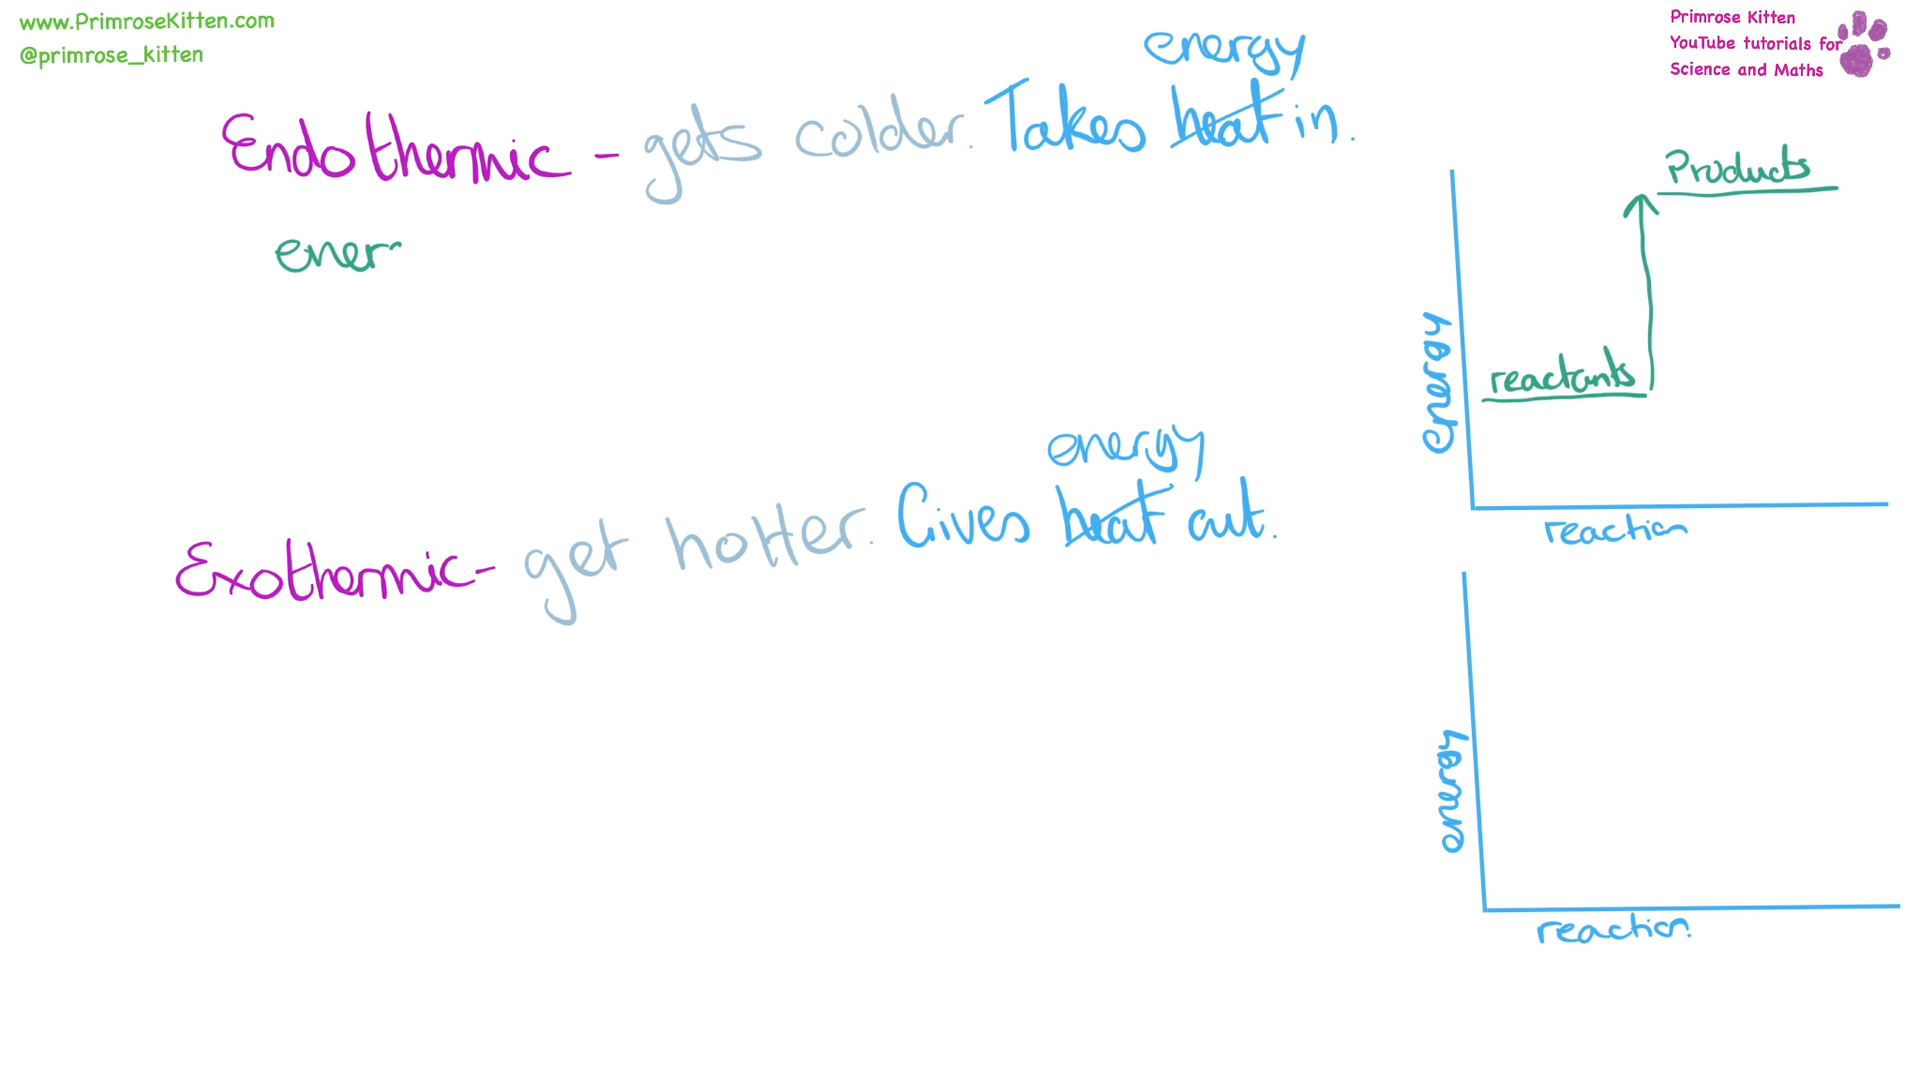 www.PrimroseKitten.com
@primrose_kitten
Primrose Kitten
YouTube tutorials for
Science and Maths
energy
Endothermic - gets colder. Takes heat in.
ener
Products
reactants
energy
reaction
energy
Exothermic- get hotter. Gives heat out.
energy
reaction.